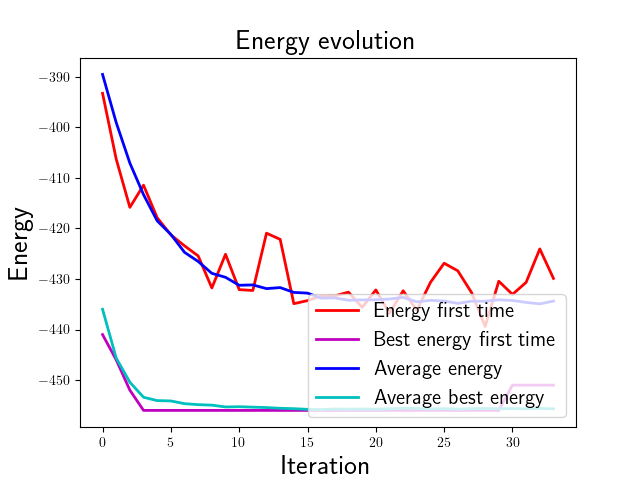 Energy evolution
Energy
−390
−400
−410
−420
−430
−440
−450
Energy first time
Best energy first time
Average energy
Average best energy
0 5 10 15 20 25 30
Iteration